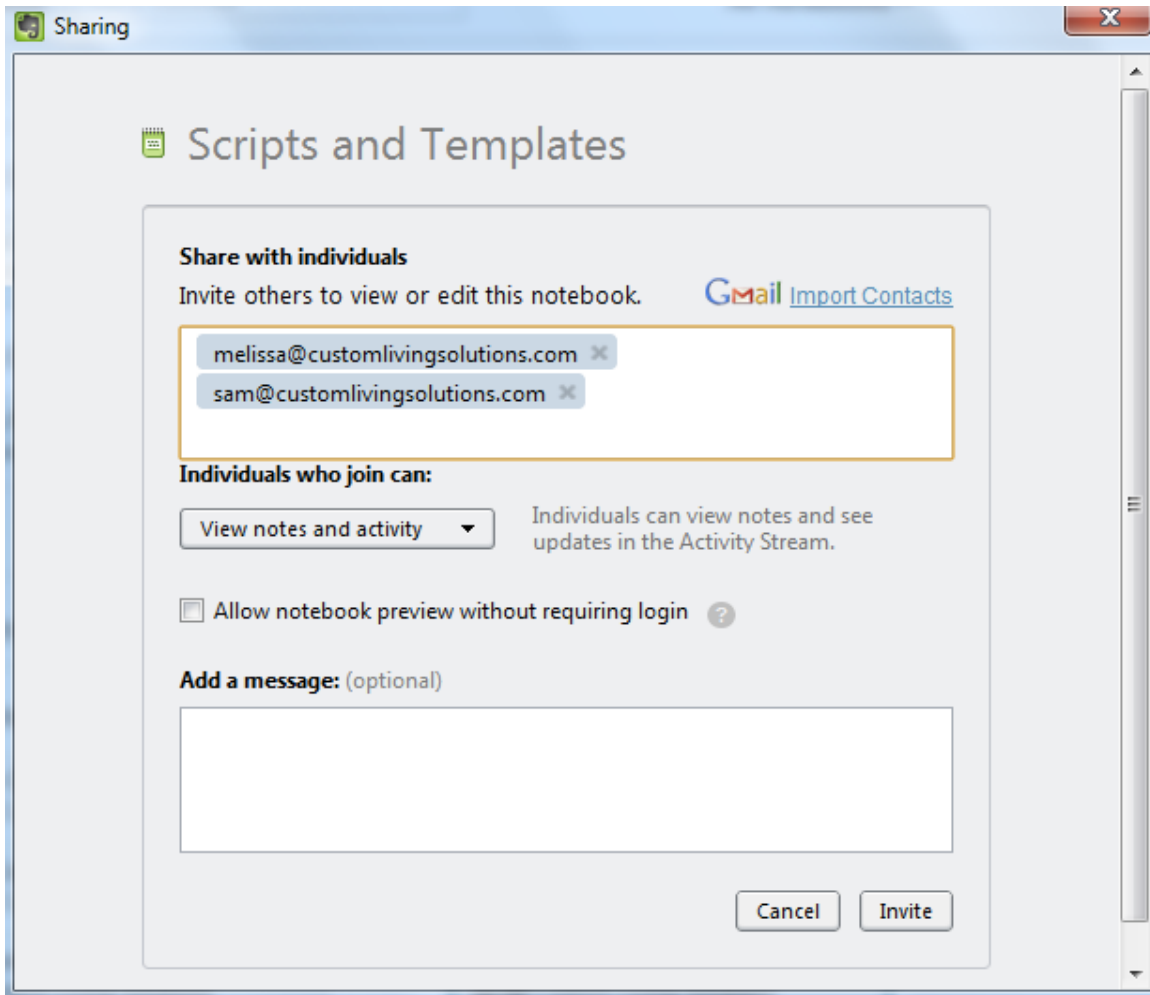 Sharing
Scripts and Templates
Share with individuals
Invite others to view or edit this notebook. Gmail Import Contacts
melissa@customlivingsolutions.com
sam@customlivingsolutions.com
Individuals who join can:
View notes and activity Individuals can view notes and see
updates in the Activity Stream.
Allow notebook preview without requiring login ?
Add a message: (optional)
Cancel Invite